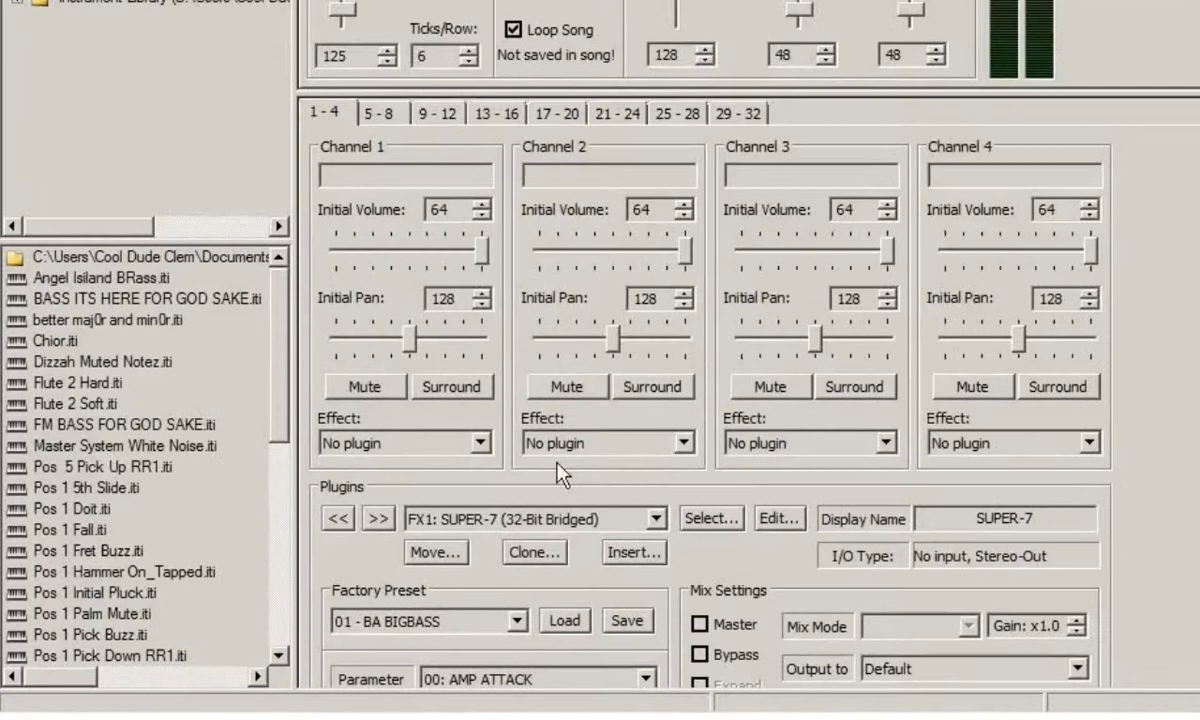 Instrument Library (
Ticks/Row:
Loop Song
125
6
Not saved in song!
128
48
48
1 - 4
5 - 8
9 - 12
13 - 16
17 - 20
21 - 24
25 - 28
29 - 32
Channel 1
Channel 2
Channel 3
Channel 4
Initial Volume: 64
Initial Volume: 64
Initial Volume: 64
Initial Volume: 64
Initial Pan: 128
Initial Pan: 128
Initial Pan: 128
Initial Pan: 128
Mute
Surround
Mute
Surround
Mute
Surround
Mute
Surround
Effect:
Effect:
Effect:
Effect:
No plugin
No plugin
No plugin
No plugin
C:\Users\Cool Dude Clem\Documents
Angel Isiland BRass.iti
BASS ITS HERE FOR GOD SAKE.iti
better maj0r and min0r.iti
Chior.iti
Dizzah Muted Notez.iti
Flute 2 Hard.iti
Flute 2 Soft.iti
FM BASS FOR GOD SAKE.iti
Master System White Noise.iti
Pos  5 Pick Up RR1.iti
Pos 1 5th Slide.iti
Pos 1 Doit.iti
Pos 1 Fall.iti
Pos 1 Fret Buzz.iti
Pos 1 Hammer On_Tapped.iti
Pos 1 Initial Pluck.iti
Pos 1 Palm Mute.iti
Pos 1 Pick Buzz.iti
Pos 1 Pick Down RR1.iti
Plugins
<<
>>
FX1: SUPER-7 (32-Bit Bridged)
Select...
Edit...
Display Name
SUPER-7
Move...
Clone...
Insert...
I/O Type:
No input, Stereo-Out
Factory Preset
01 - BA BIGBASS
Load
Save
Parameter
00: AMP ATTACK
Mix Settings
Master
Mix Mode
Gain: x1.0
Bypass
Output to
Default
Expand